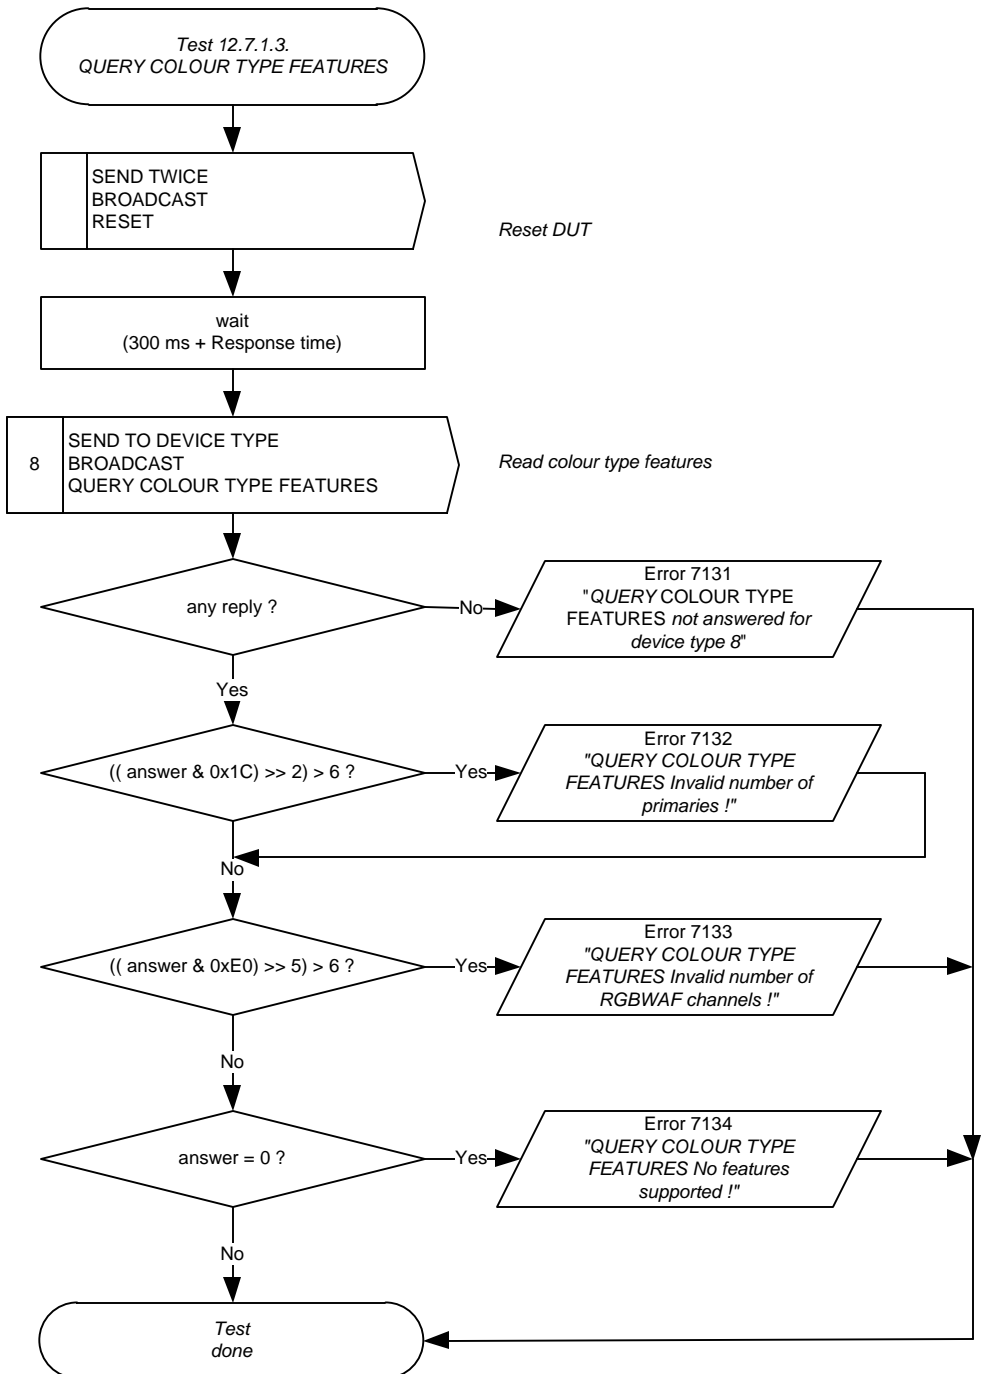 Test 12.7.1.3.
QUERY COLOUR TYPE FEATURES
SEND TWICE
BROADCAST
RESET
Reset DUT
wait
(300 ms + Response time)
8
SEND TO DEVICE TYPE
BROADCAST
QUERY COLOUR TYPE FEATURES
Read colour type features
any reply ?
No
Error 7131
"QUERY COLOUR TYPE
FEATURES not answered for
device type 8"
Yes
(( answer & 0x1C) >> 2) > 6 ?
Yes
Error 7132
"QUERY COLOUR TYPE
FEATURES Invalid number of
primaries !"
No
(( answer & 0xE0) >> 5) > 6 ?
Yes
Error 7133
"QUERY COLOUR TYPE
FEATURES Invalid number of
RGBWAF channels !"
No
answer = 0 ?
Yes
Error 7134
"QUERY COLOUR TYPE
FEATURES No features
supported !"
No
Test
done